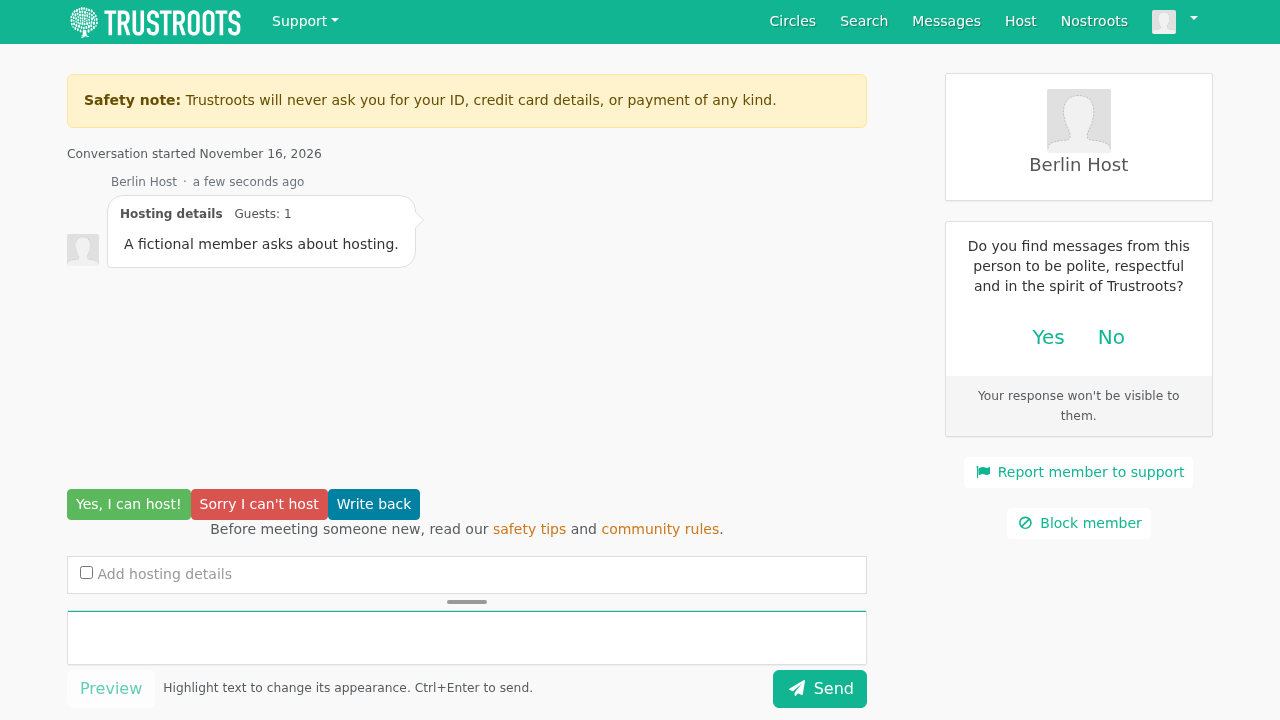 TRUSTROOTS
Support
Circles
Search
Messages
Host
Nostroots
Safety note: Trustroots will never ask you for your ID, credit card details, or payment of any kind.
Conversation started November 16, 2026
Berlin Host · a few seconds ago
Hosting details Guests: 1
A fictional member asks about hosting.
Yes, I can host!
Sorry I can't host
Write back
Before meeting someone new, read our safety tips and community rules.
Add hosting details
Preview
Highlight text to change its appearance. Ctrl+Enter to send.
Send
Berlin Host
Do you find messages from this
person to be polite, respectful
and in the spirit of Trustroots?
Yes
No
Your response won't be visible to
them.
Report member to support
Block member